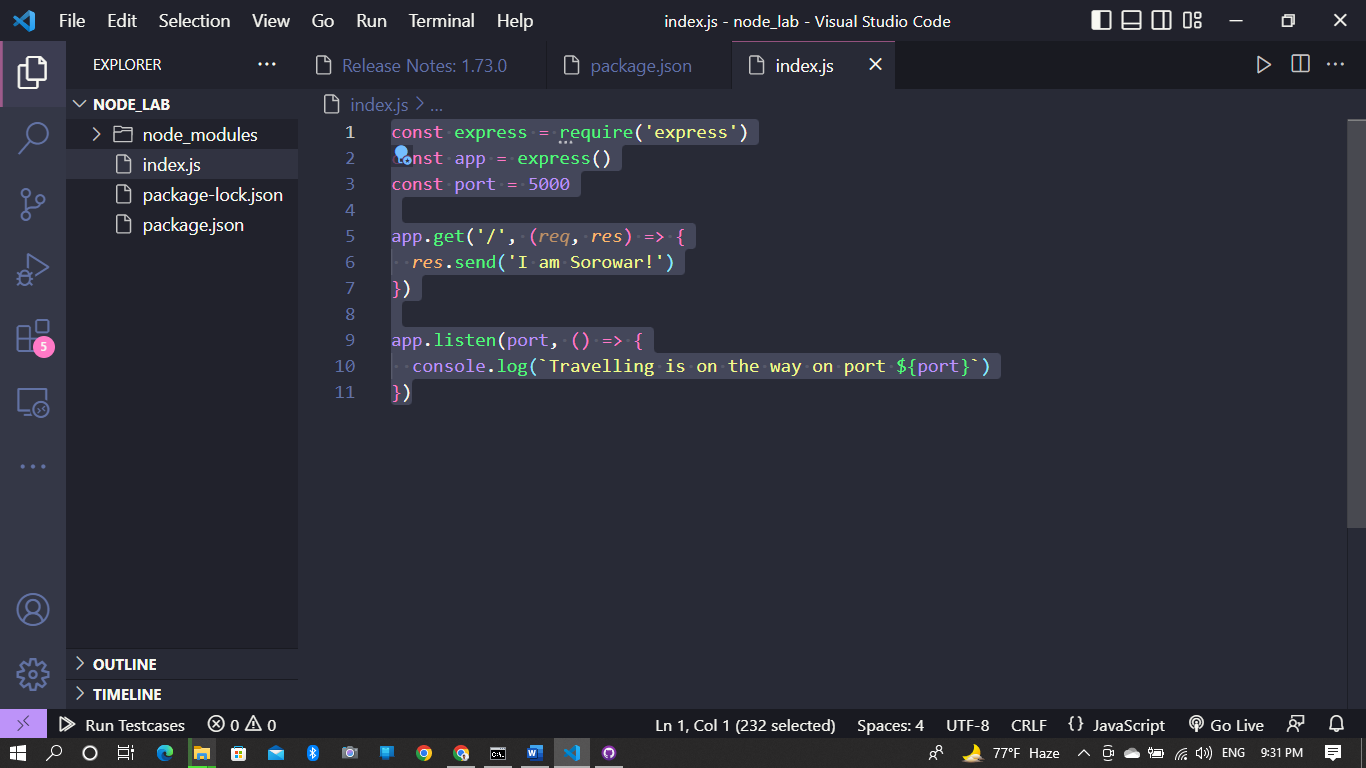 File Edit Selection View Go Run Terminal Help index.js - node_lab - Visual Studio Code
EXPLORER ... Release Notes: 1.73.0 package.json index.js
NODE_LAB
node_modules
index.js
package-lock.json
package.json
index.js > ...
1 const express = require('express')
2 const app = express()
3 const port = 5000
4
5 app.get('/', (req, res) => {
6 res.send('I am Sorowar!')
7 })
8
9 app.listen(port, () => {
10 console.log(`Travelling is on the way on port ${port}`)
11 })
5
OUTLINE
TIMELINE
Run Testcases 0 0 Ln 1, Col 1 (232 selected) Spaces: 4 UTF-8 CRLF {} JavaScript Go Live
77°F Haze ENG 9:31 PM